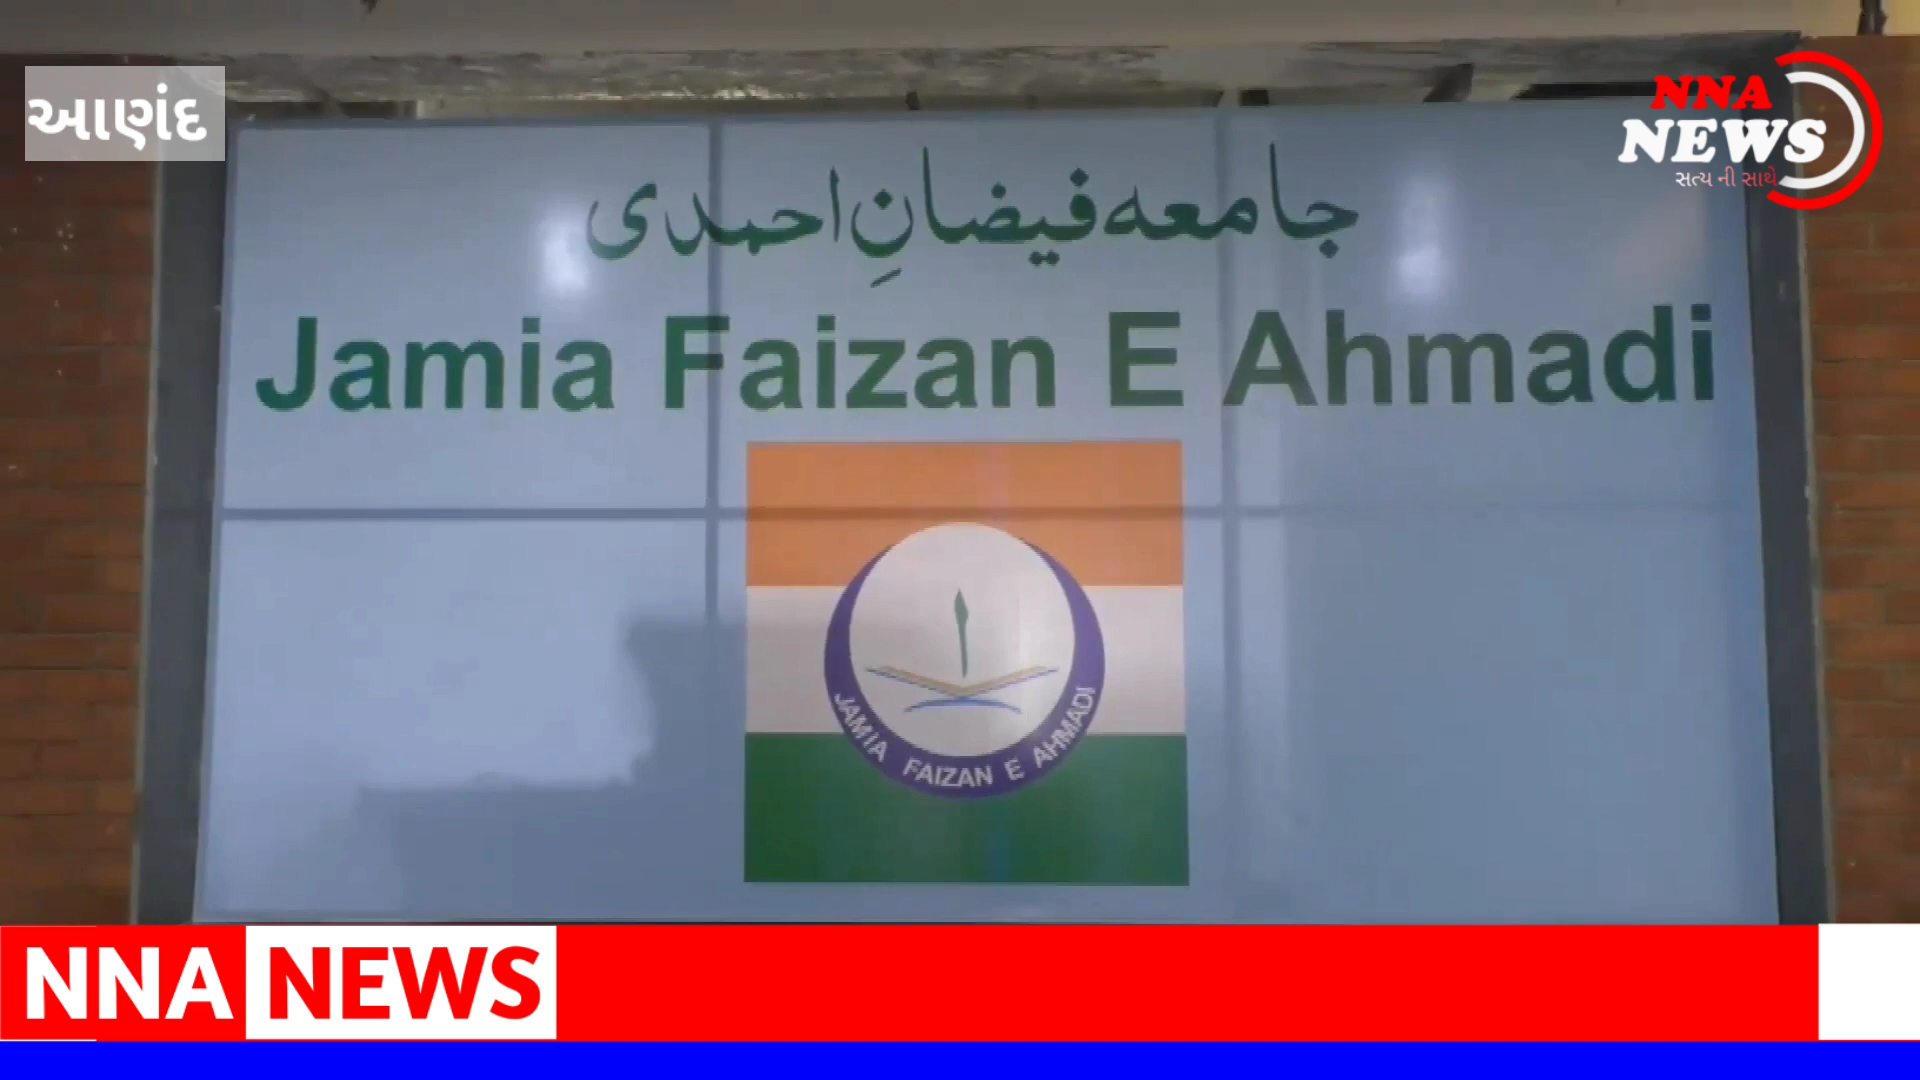 આણંદ
NNA
NEWS
સત્ય ની સાથે
جامعہ فیضانِ احمدی
Jamia Faizan E Ahmadi
JAMIA FAIZAN E AHMADI
NNA NEWS